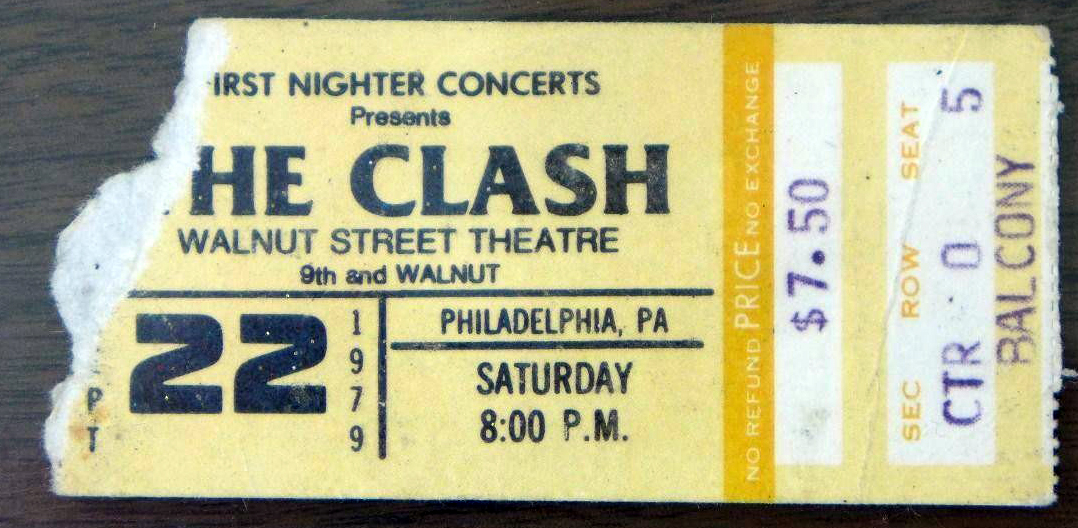 IRST NIGHTER CONCERTS
Presents
HE CLASH
WALNUT STREET THEATRE
9th and WALNUT
PT
22
1979
PHILADELPHIA, PA
SATURDAY
8:00 P.M.
NO REFUND PRICE NO EXCHANGE
$7.50
SEC ROW SEAT
CTR O 5
BALCONY